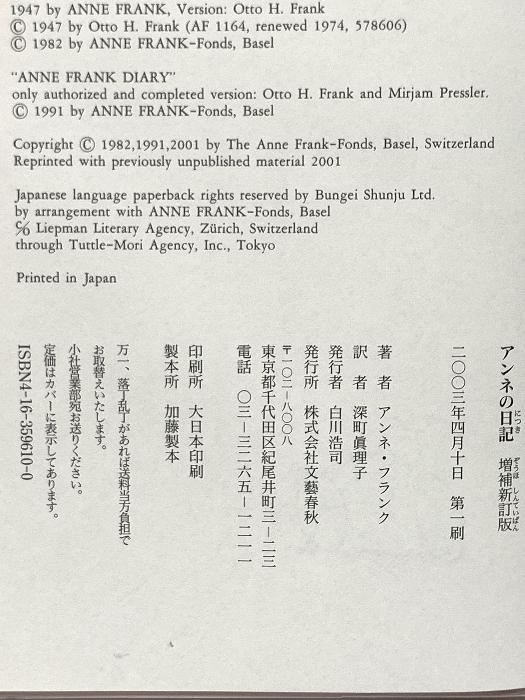 1947 by ANNE FRANK, Version: Otto H. Frank
© 1947 by Otto H. Frank (AF 1164, renewed 1974, 578606)
© 1982 by ANNE FRANK-Fonds, Basel
"ANNE FRANK DIARY"
only authorized and completed version: Otto H. Frank and Mirjam Pressler.
© 1991 by ANNE FRANK-Fonds, Basel
Copyright © 1982,1991,2001 by The Anne Frank-Fonds, Basel, Switzerland
Reprinted with previously unpublished material 2001
Japanese language paperback rights reserved by Bungei Shunju Ltd.
by arrangement with ANNE FRANK-Fonds, Basel
℅ Liepman Literary Agency, Zürich, Switzerland
through Tuttle-Mori Agency, Inc., Tokyo
Printed in Japan
アンネの日記 増補新訂版
にっき ぞうほ しんていばん
二〇〇三年四月十日 第一刷
著 者 アンネ・フランク
訳 者 深町眞理子
発行者 白川浩司
発行所 株式会社文藝春秋
〒一〇二―八〇〇八
東京都千代田区紀尾井町三―二三
電話 〇三―三二六五―一二一一
印刷所 大日本印刷
製本所 加藤製本
万一、落丁乱丁があれば送料当方負担で
お取替えいたします。
小社営業部宛お送りください。
定価はカバーに表示してあります。
ISBN4-16-359610-0